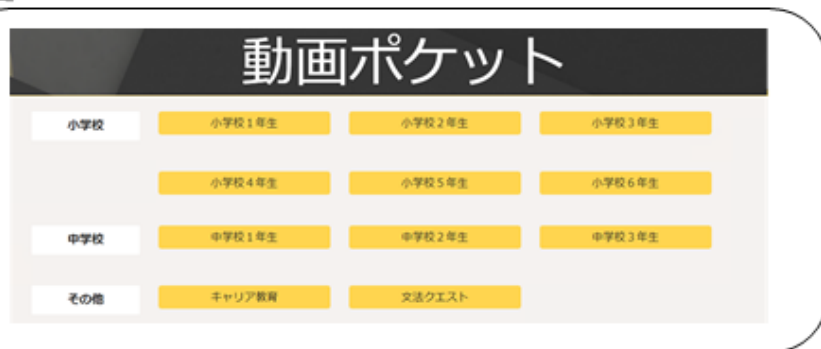 動画ポケット
小学校 小学校1年生 小学校2年生 小学校3年生
小学校4年生 小学校5年生 小学校6年生
中学校 中学校1年生 中学校2年生 中学校3年生
その他 キャリア教育 文法クエスト